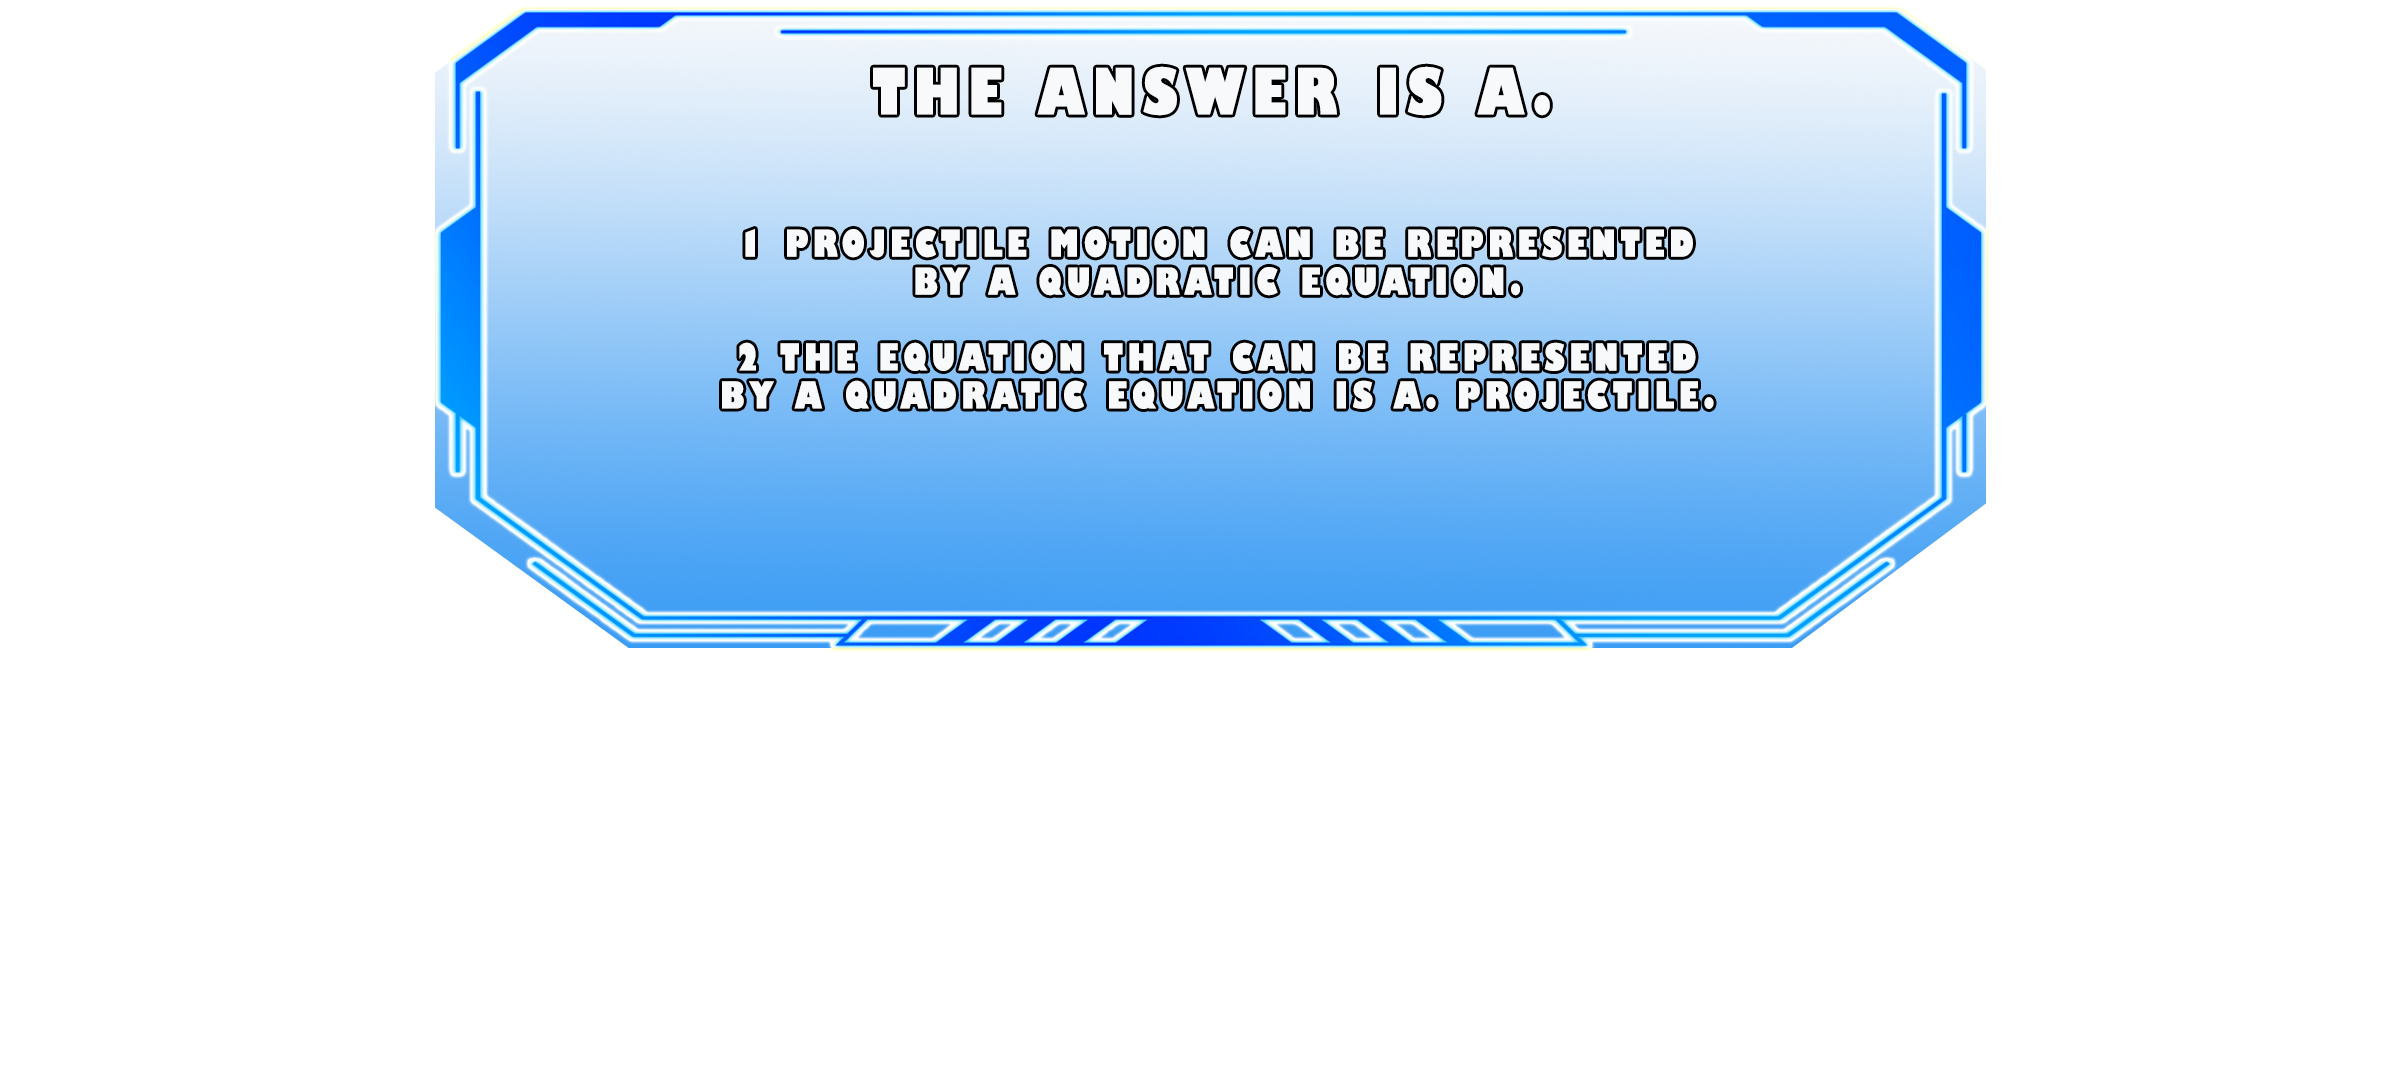 THE ANSWER IS A.
1 PROJECTILE MOTION CAN BE REPRESENTED
BY A QUADRATIC EQUATION.
2 THE EQUATION THAT CAN BE REPRESENTED
BY A QUADRATIC EQUATION IS A. PROJECTILE.